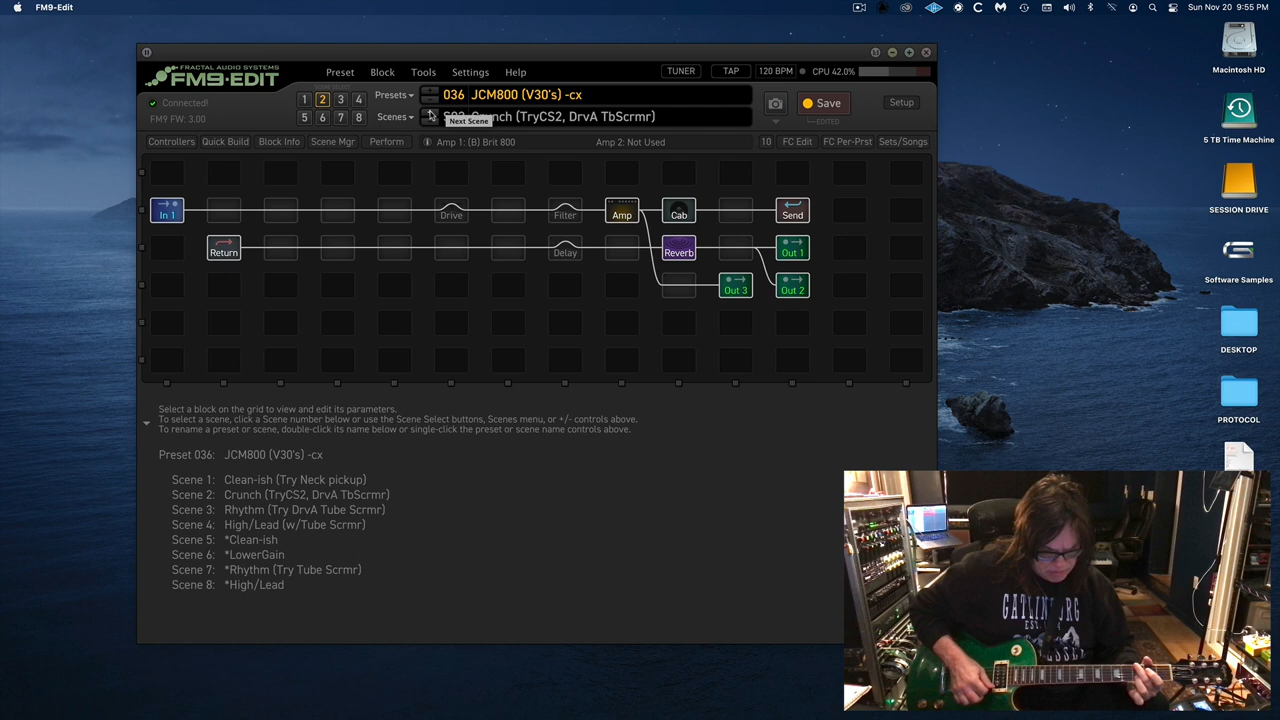 FM9-Edit
Sun Nov 20 9:55 PM
FRACTAL AUDIO SYSTEMS
FM9-EDIT
Preset Block Tools Settings Help
TUNER TAP 120 BPM CPU 42.0%
Connected!
FM9 FW: 3.00
1 2 3 4
5 6 7 8
Presets 036 JCM800 (V30's) -cx
Scenes Crunch (TryCS2, DrvA TbScrmr)
Next Scene
Save
EDITED
Setup
Controllers Quick Build Block Info Scene Mgr Perform Amp 1: (B) Brit 800 Amp 2: Not Used 10 FC Edit FC Per-Prst Sets/Songs
In 1 Drive Filter Amp Cab Send
Return Delay Reverb Out 1
Out 3 Out 2
Select a block on the grid to view and edit its parameters.
To select a scene, click a Scene number below or use the Scene Select buttons, Scenes menu, or +/- controls above.
To rename a preset or scene, double-click its name below or single-click the preset or scene name controls above.
Preset 036: JCM800 (V30's) -cx
Scene 1: Clean-ish (Try Neck pickup)
Scene 2: Crunch (TryCS2, DrvA TbScrmr)
Scene 3: Rhythm (Try DrvA Tube Scrmr)
Scene 4: High/Lead (w/Tube Scrmr)
Scene 5: *Clean-ish
Scene 6: *LowerGain
Scene 7: *Rhythm (Try Tube Scrmr)
Scene 8: *High/Lead
Macintosh HD
5 TB Time Machine
SESSION DRIVE
Software Samples
DESKTOP
PROTOCOL